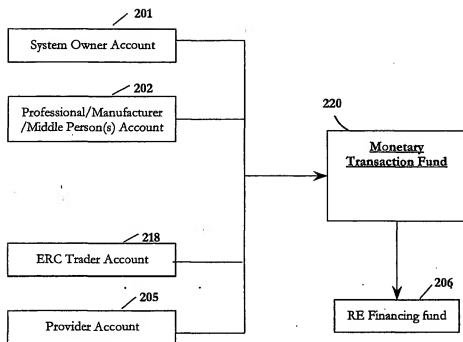 201
System Owner Account
202
Professional/Manufacturer
/Middle Person(s) Account
220
Monetary
Transaction Fund
218
ERC Trader Account
205
Provider Account
206
RE Financing fund